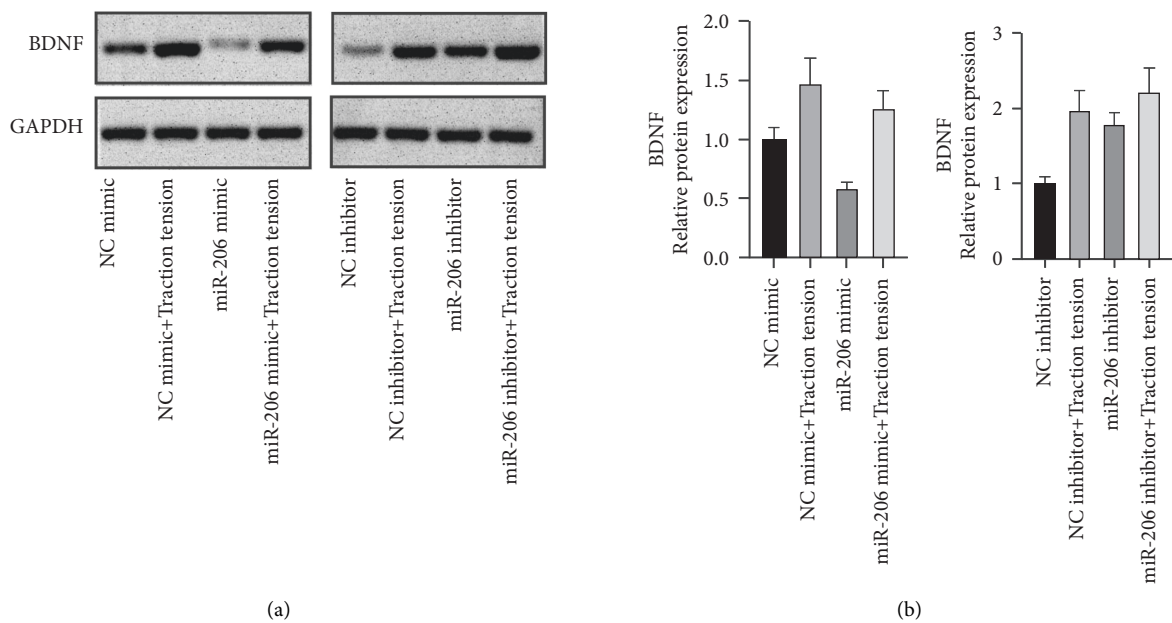 BDNF
GAPDH
NC mimic
NC mimic+Traction tension
miR-206 mimic
miR-206 mimic+Traction tension
NC inhibitor
NC inhibitor+Traction tension
miR-206 inhibitor
miR-206 inhibitor+Traction tension
(a)
BDNF
Relative protein expression
2.0
1.5
1.0
0.5
0.0
NC mimic
NC mimic+Traction tension
miR-206 mimic
miR-206 mimic+Traction tension
BDNF
Relative protein expression
3
2
1
0
NC inhibitor
NC inhibitor+Traction tension
miR-206 inhibitor
miR-206 inhibitor+Traction tension
(b)